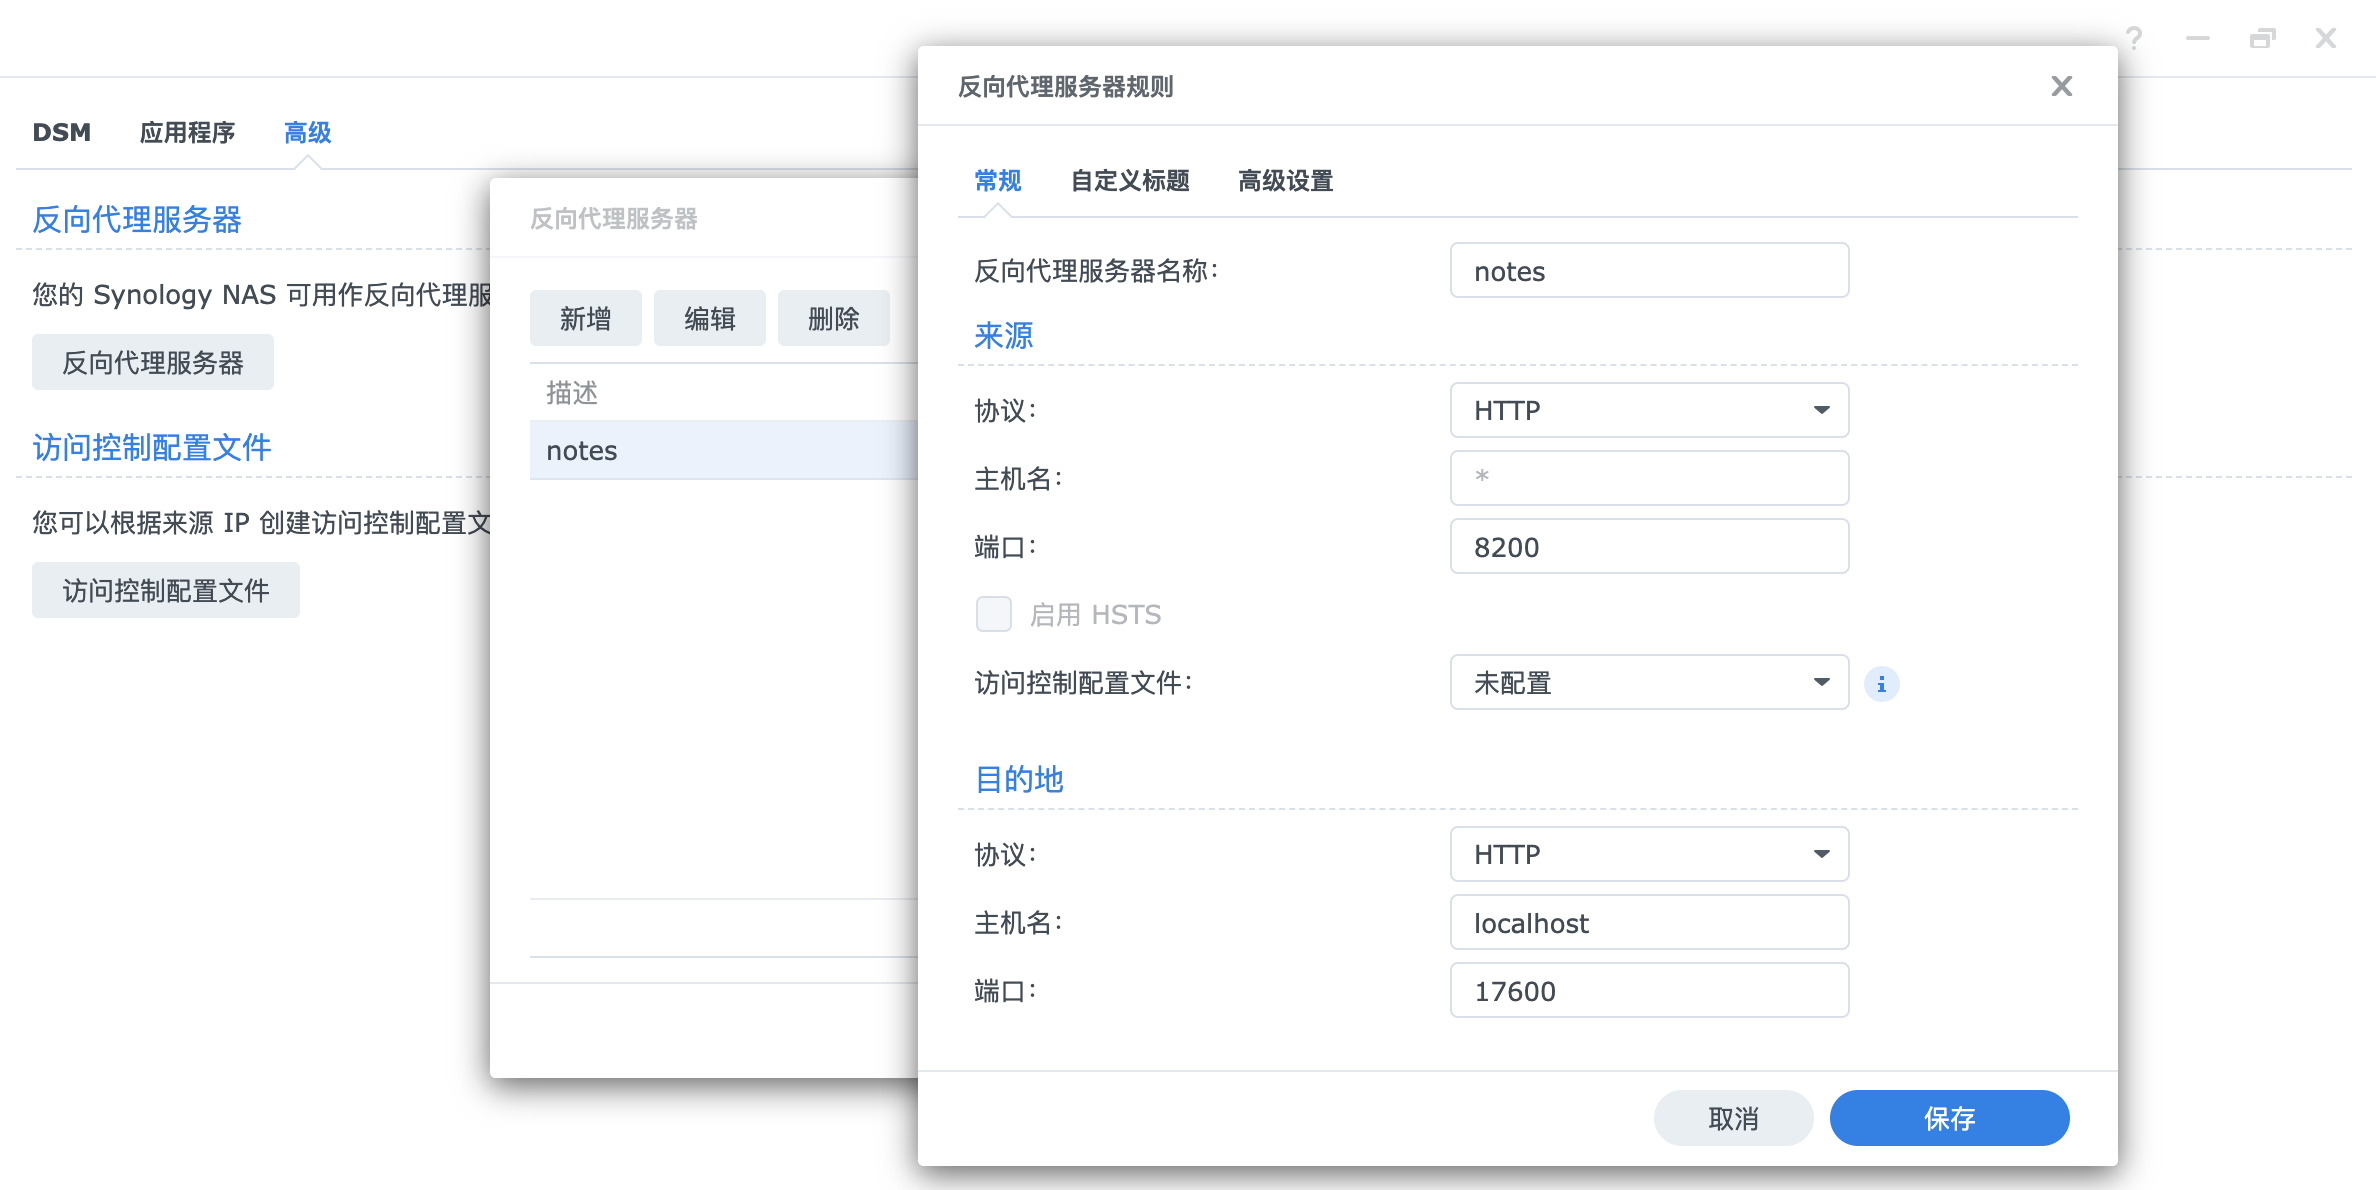 DSM 应用程序 高级
反向代理服务器
您的 Synology NAS 可用作反向代理服
反向代理服务器
访问控制配置文件
您可以根据来源 IP 创建访问控制配置文
访问控制配置文件
反向代理服务器
新增 编辑 删除
描述
notes
反向代理服务器规则
常规 自定义标题 高级设置
反向代理服务器名称: notes
来源
协议: HTTP
主机名: *
端口: 8200
启用 HSTS
访问控制配置文件: 未配置
目的地
协议: HTTP
主机名: localhost
端口: 17600
取消 保存